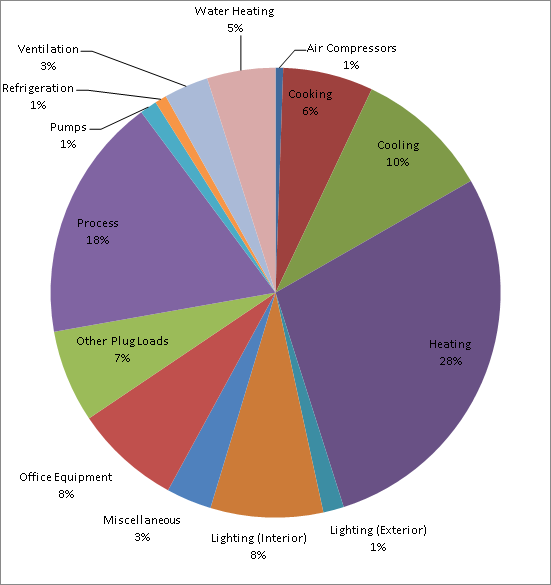 Water Heating
5%
Air Compressors
1%
Cooking
6%
Cooling
10%
Heating
28%
Lighting (Exterior)
1%
Lighting (Interior)
8%
Miscellaneous
3%
Office Equipment
8%
Other Plug Loads
7%
Process
18%
Pumps
1%
Refrigeration
1%
Ventilation
3%